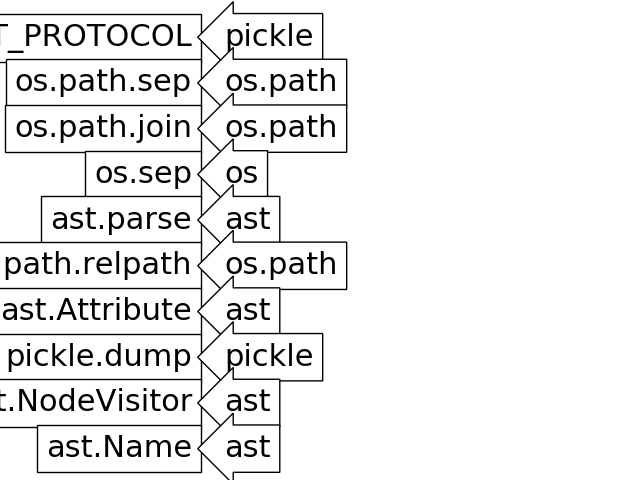 T_PROTOCOL pickle
os.path.sep os.path
os.path.join os.path
os.sep os
ast.parse ast
path.relpath os.path
ast.Attribute ast
pickle.dump pickle
t.NodeVisitor ast
ast.Name ast